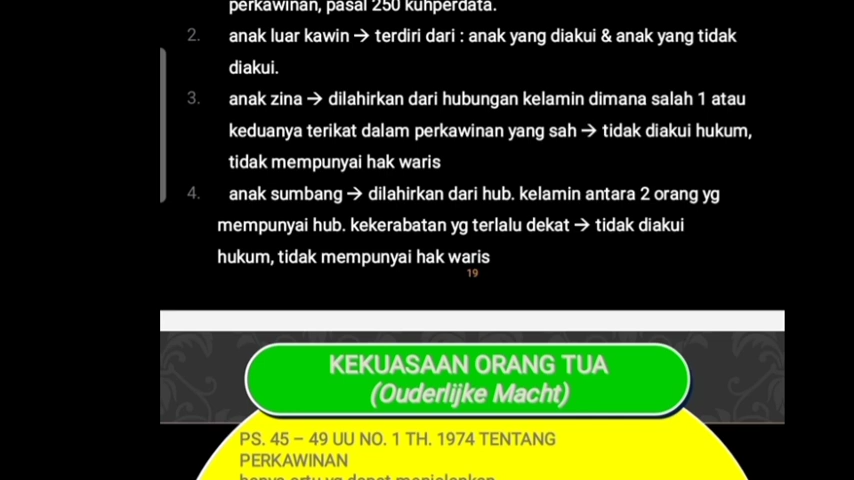 perkawinan, pasal 250 kuhperdata.
2. anak luar kawin → terdiri dari : anak yang diakui & anak yang tidak
diakui.
3. anak zina → dilahirkan dari hubungan kelamin dimana salah 1 atau
keduanya terikat dalam perkawinan yang sah → tidak diakui hukum,
tidak mempunyai hak waris
4. anak sumbang → dilahirkan dari hub. kelamin antara 2 orang yg
mempunyai hub. kekerabatan yg terlalu dekat → tidak diakui
hukum, tidak mempunyai hak waris
19
KEKUASAAN ORANG TUA
(Ouderlijke Macht)
PS. 45 – 49 UU NO. 1 TH. 1974 TENTANG
PERKAWINAN